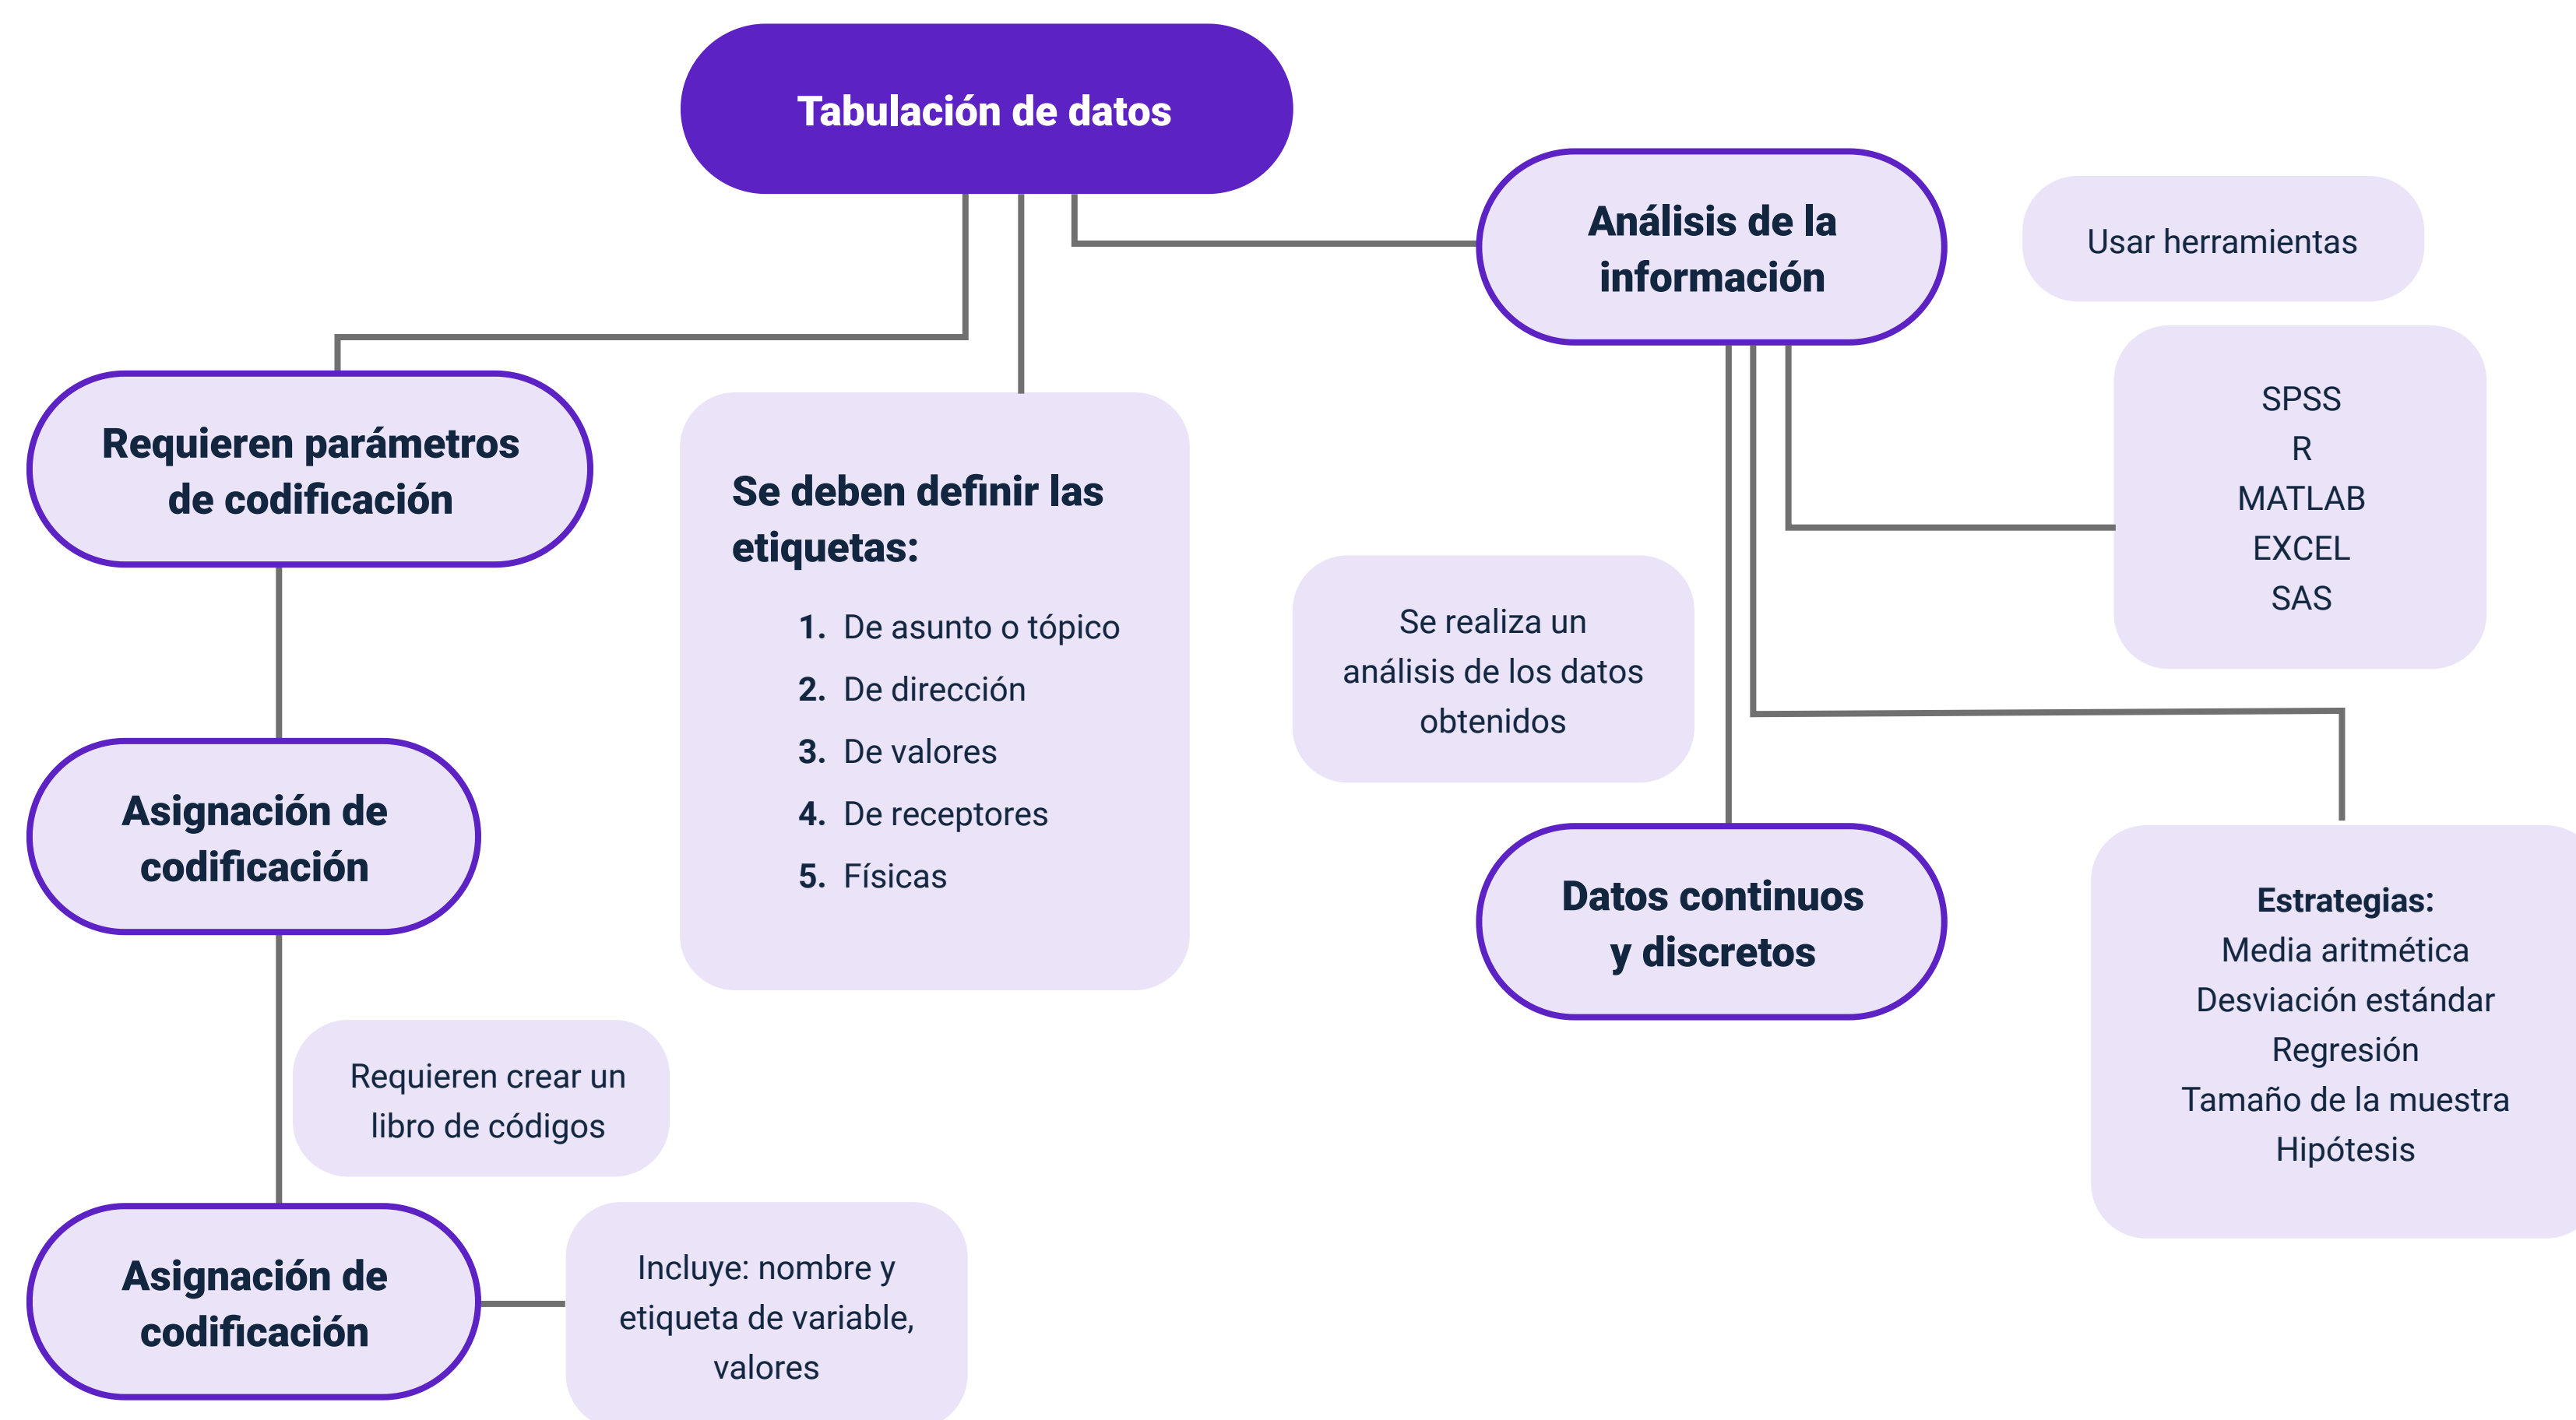 Tabulación de datos
Análisis de la
información
Usar herramientas
SPSS
R
MATLAB
EXCEL
SAS
Requieren parámetros
de codificación
Se deben definir las
etiquetas:
1. De asunto o tópico
2. De dirección
3. De valores
4. De receptores
5. Físicas
Se realiza un
análisis de los datos
obtenidos
Asignación de
codificación
Datos continuos
y discretos
Estrategias:
Media aritmética
Desviación estándar
Regresión
Tamaño de la muestra
Hipótesis
Requieren crear un
libro de códigos
Asignación de
codificación
Incluye: nombre y
etiqueta de variable,
valores